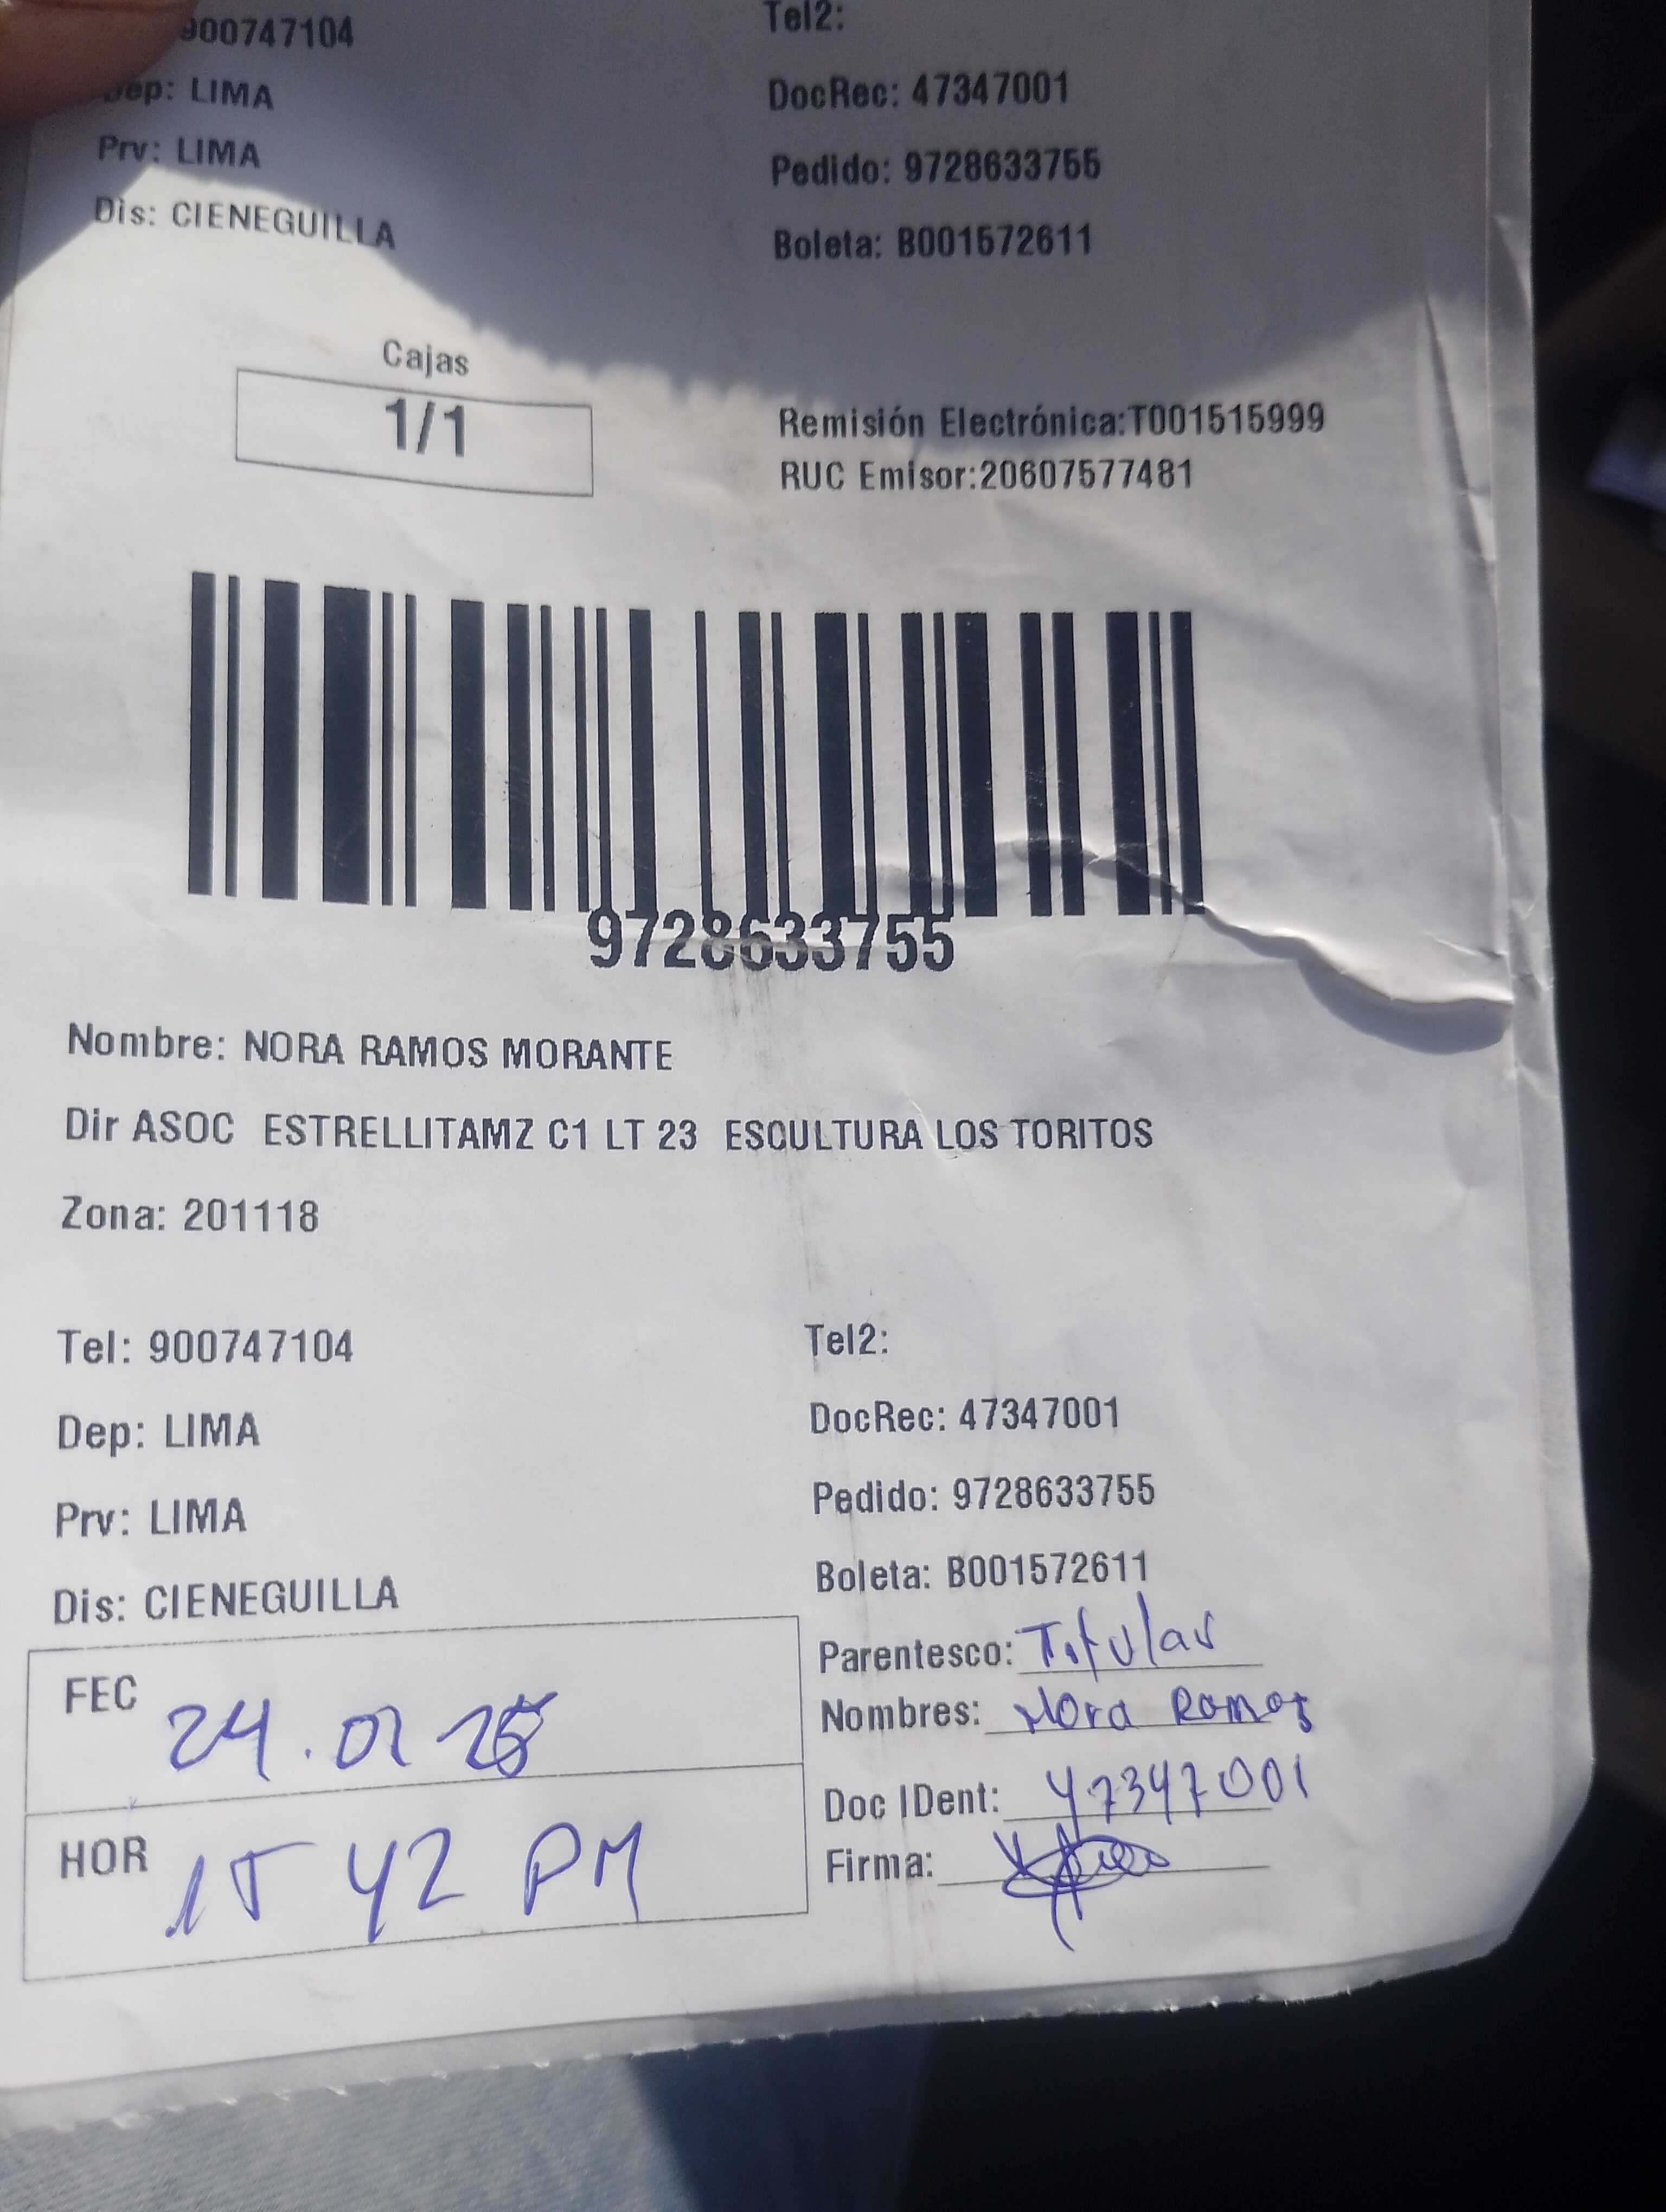 900747104
Tel2:
Dep: LIMA
DocRec: 47347001
Prv: LIMA
Pedido: 9728633755
Dis: CIENEGUILLA
Boleta: B001572611
Cajas
1/1
Remisión Electrónica:T001515999
RUC Emisor:20607577481
9728633755
Nombre: NORA RAMOS MORANTE
Dir ASOC ESTRELLITAMZ C1 LT 23 ESCULTURA LOS TORITOS
Zona: 201118
Tel: 900747104
Tel2:
Dep: LIMA
DocRec: 47347001
Prv: LIMA
Pedido: 9728633755
Dis: CIENEGUILLA
Boleta: B001572611
FEC 24.
Parentesco: Titular
Nombres: Nora Ramos
HOR 15 42 PM
Doc IDent: 47347001
Firma: